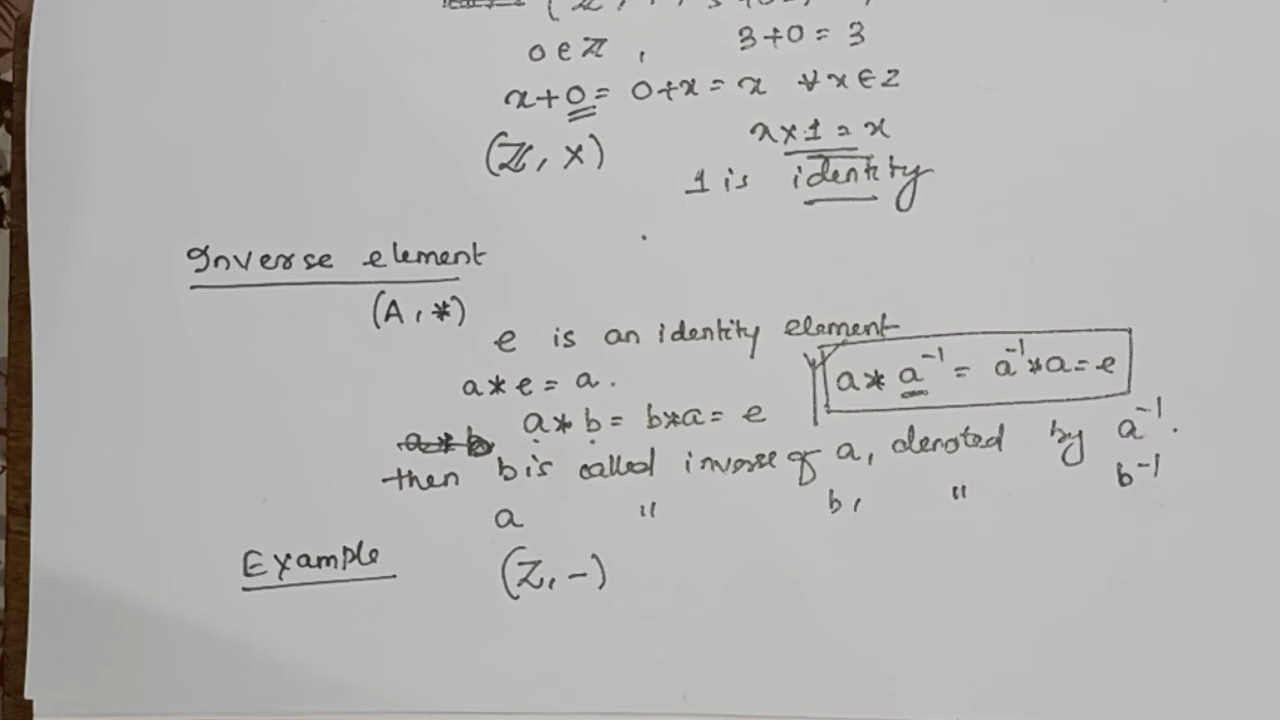 0 ∈ Z , 3+0 = 3
x+0 = 0+x = x ∀ x ∈ Z
(Z, ×) x×1 = x
1 is identity
Inverse element
(A, *)
e is an identity element
a * e = a .
a * a⁻¹ = a⁻¹ * a = e
a * b = b*a = e
then b is called inverse of a, denoted by a⁻¹.
a " b, " b⁻¹
Example (Z, -)